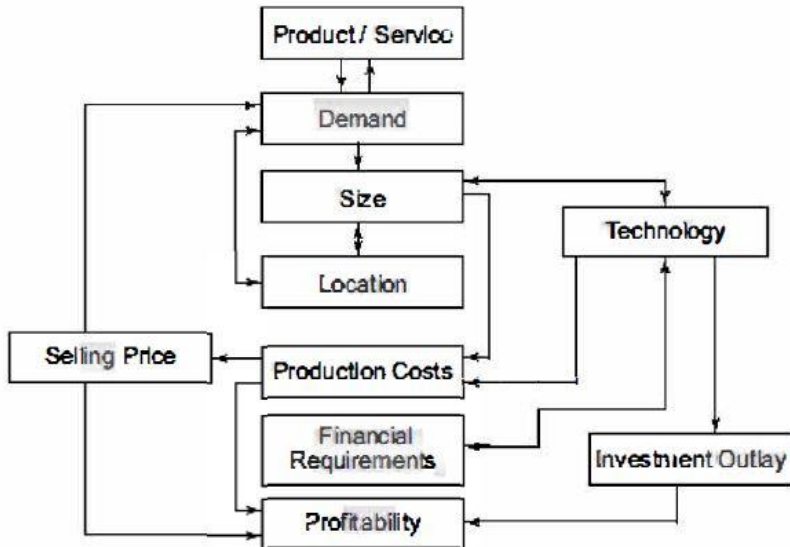 Product / Service
Demand
Size
Technology
Location
Selling Price
Production Costs
Financial
Requirements
Investment Outlay
Profitability